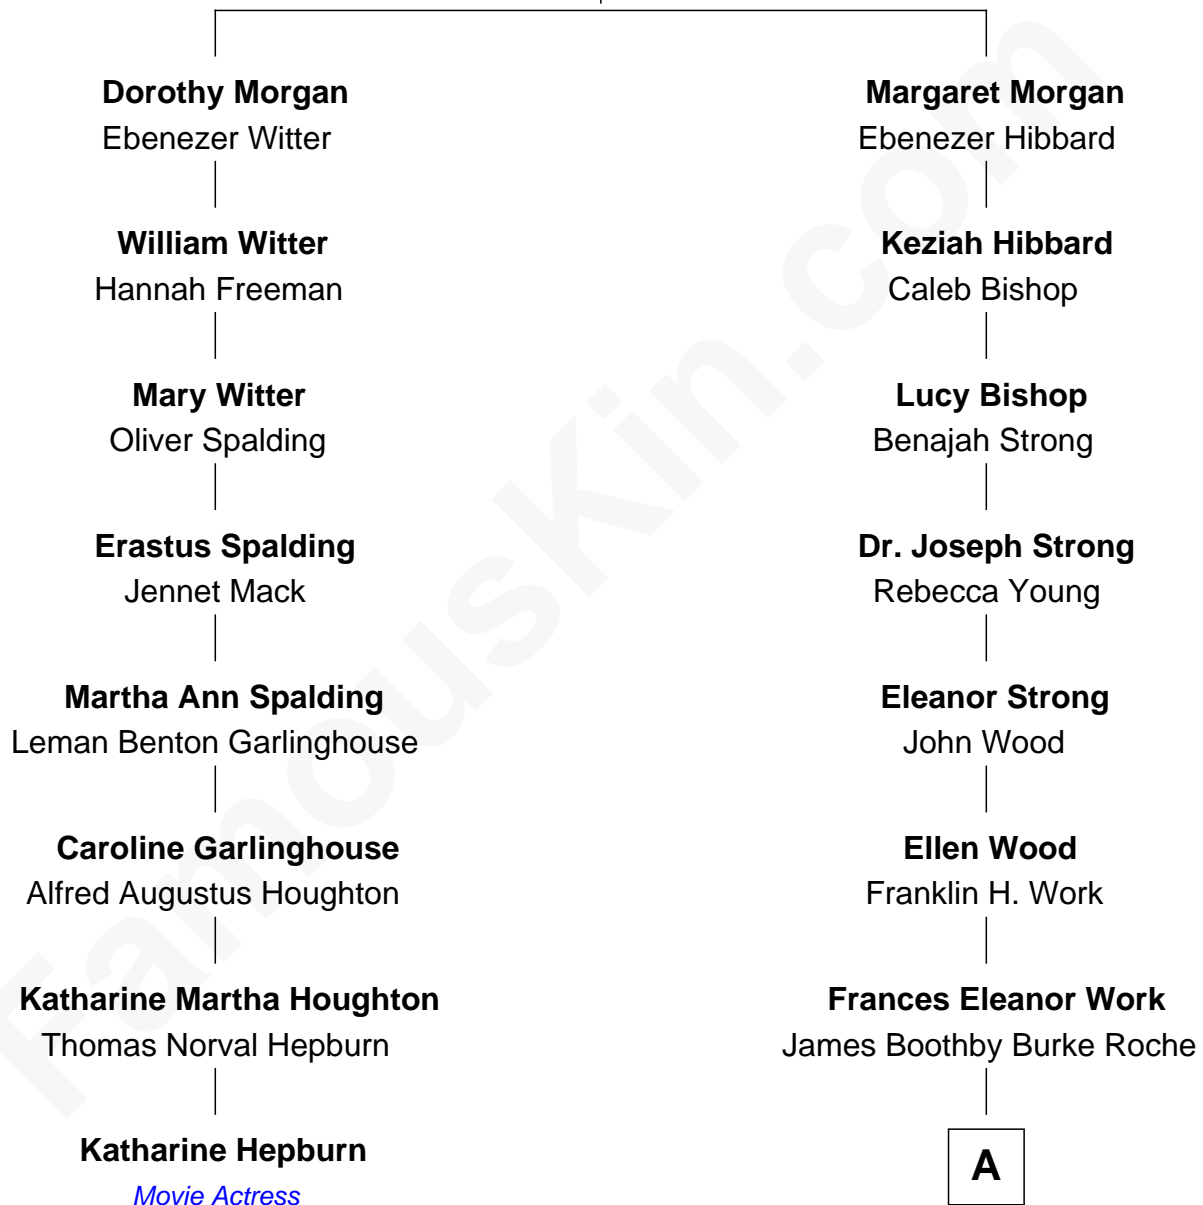 Dorothy Morgan
Ebenezer Witter
William Witter
Hannah Freeman
Mary Witter
Oliver Spalding
Erastus Spalding
Jennet Mack
Martha Ann Spalding
Leman Benton Garlinghouse
Caroline Garlinghouse
Alfred Augustus Houghton
Katharine Martha Houghton
Thomas Norval Hepburn
Katharine Hepburn
Movie Actress
Margaret Morgan
Ebenezer Hibbard
Keziah Hibbard
Caleb Bishop
Lucy Bishop
Benajah Strong
Dr. Joseph Strong
Rebecca Young
Eleanor Strong
John Wood
Ellen Wood
Franklin H. Work
Frances Eleanor Work
James Boothby Burke Roche
A
FamousKin.com